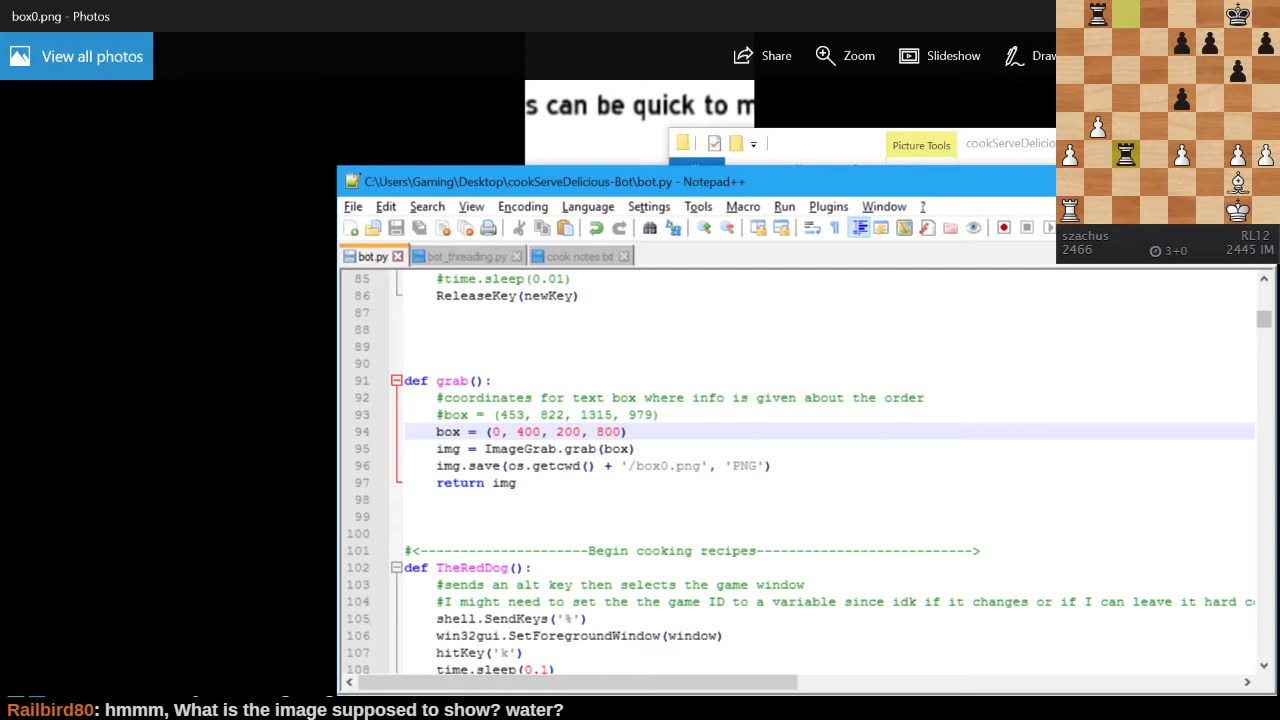 box0.png - Photos
View all photos
Share
Zoom
Slideshow
Draw
s can be quick to m
Picture Tools
cookServeDelicious
C:\Users\Gaming\Desktop\cookServeDelicious-Bot\bot.py - Notepad++
File Edit Search View Encoding Language Settings Tools Macro Run Plugins Window ?
bot.py
bot_threading.py
cook notes.txt
85 #time.sleep(0.01)
86 ReleaseKey(newKey)
87
88
89
90
91 def grab():
92 #coordinates for text box where info is given about the order
93 #box = (453, 822, 1315, 979)
94 box = (0, 400, 200, 800)
95 img = ImageGrab.grab(box)
96 img.save(os.getcwd() + '/box0.png', 'PNG')
97 return img
98
99
100
101 #<---------------------Begin cooking recipes--------------------------->
102 def TheRedDog():
103 #sends an alt key then selects the game window
104 #I might need to set the the game ID to a variable since idk if it changes or if I can leave it hard
105 shell.SendKeys('%')
106 win32gui.SetForegroundWindow(window)
107 hitKey('k')
108 time.sleep(0.1)
szachus
2466
3+0
RL12
2445 IM
Railbird80: hmmm, What is the image supposed to show? water?